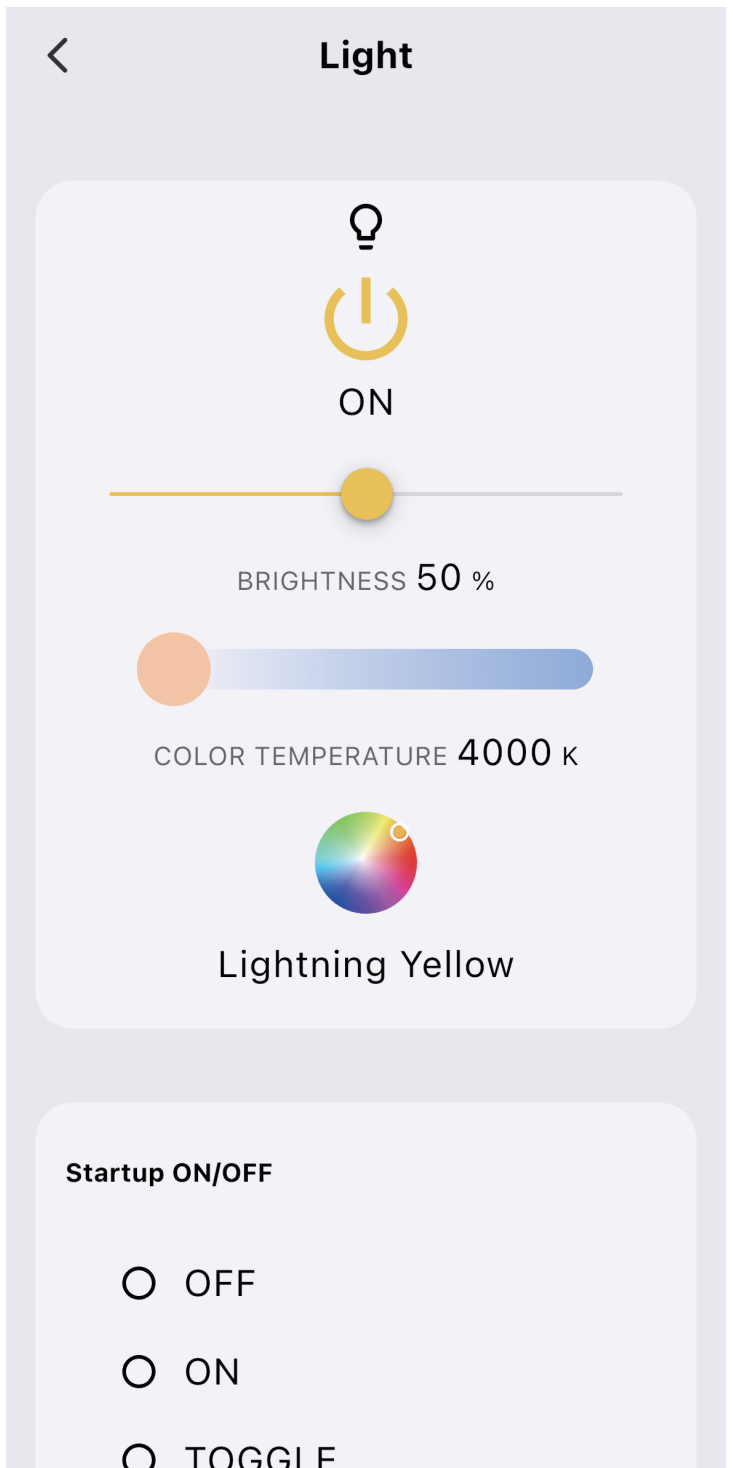 Light
ON
BRIGHTNESS 50 %
COLOR TEMPERATURE 4000 K
Lightning Yellow
Startup ON/OFF
OFF
ON
TOGGLE